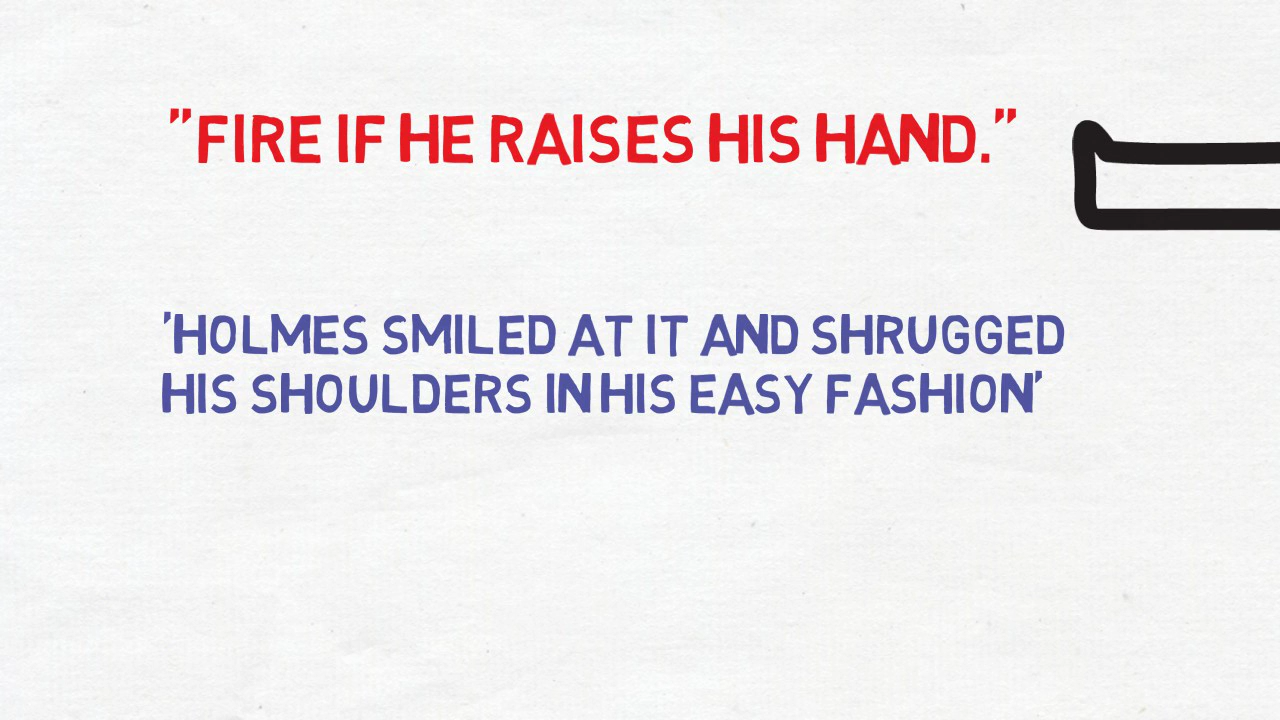 "FIRE IF HE RAISES HIS HAND."
'HOLMES SMILED AT IT AND SHRUGGED
HIS SHOULDERS IN HIS EASY FASHION'